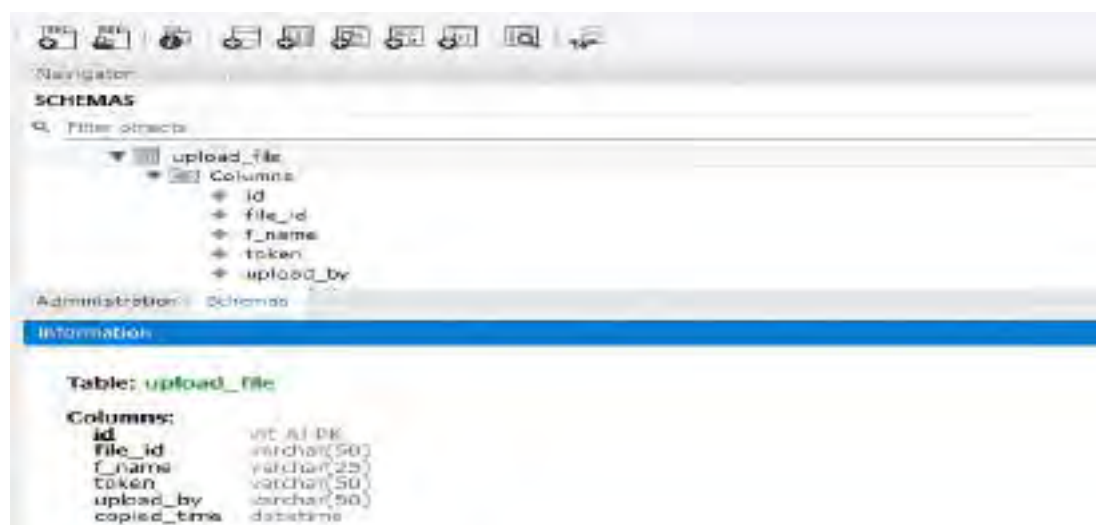 Navigator
SCHEMAS
Filter objects
upload_file
Columns
id
file_id
f_name
token
upload_by
Administration Schemas
Information
Table: upload_file
Columns:
id int AI PK
file_id varchar(50)
f_name varchar(25)
token varchar(50)
upload_by varchar(50)
copied_time datetime